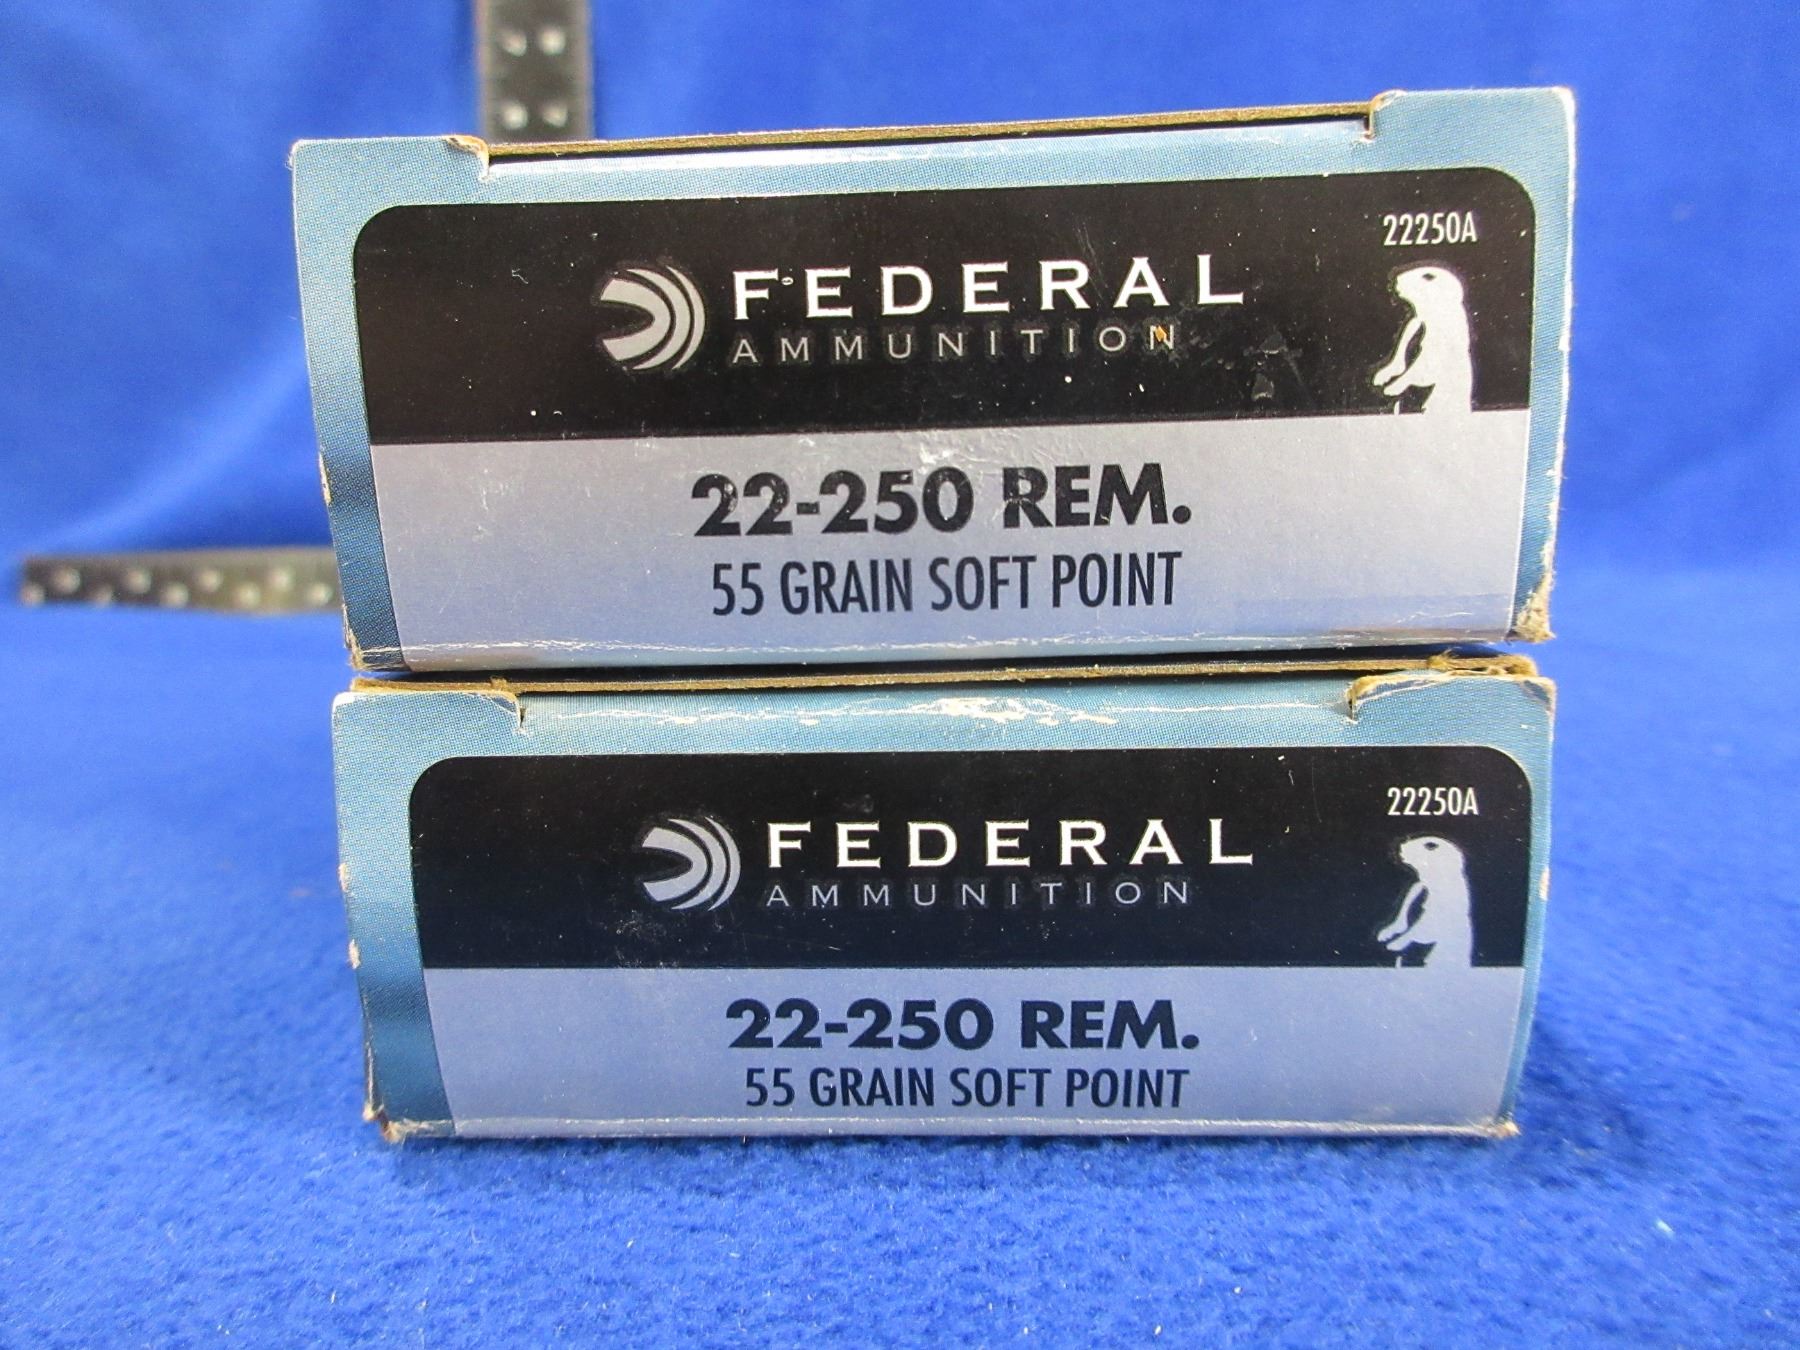 22250A
FEDERAL
AMMUNITION
22-250 REM.
55 GRAIN SOFT POINT
22250A
FEDERAL
AMMUNITION
22-250 REM.
55 GRAIN SOFT POINT